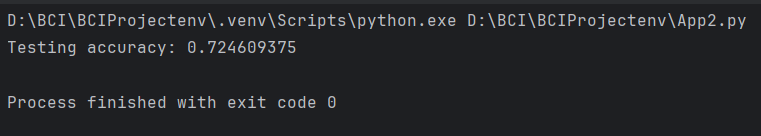 D:\BCI\BCIProjectenv\.venv\Scripts\python.exe D:\BCI\BCIProjectenv\App2.py
Testing accuracy: 0.724609375
Process finished with exit code 0